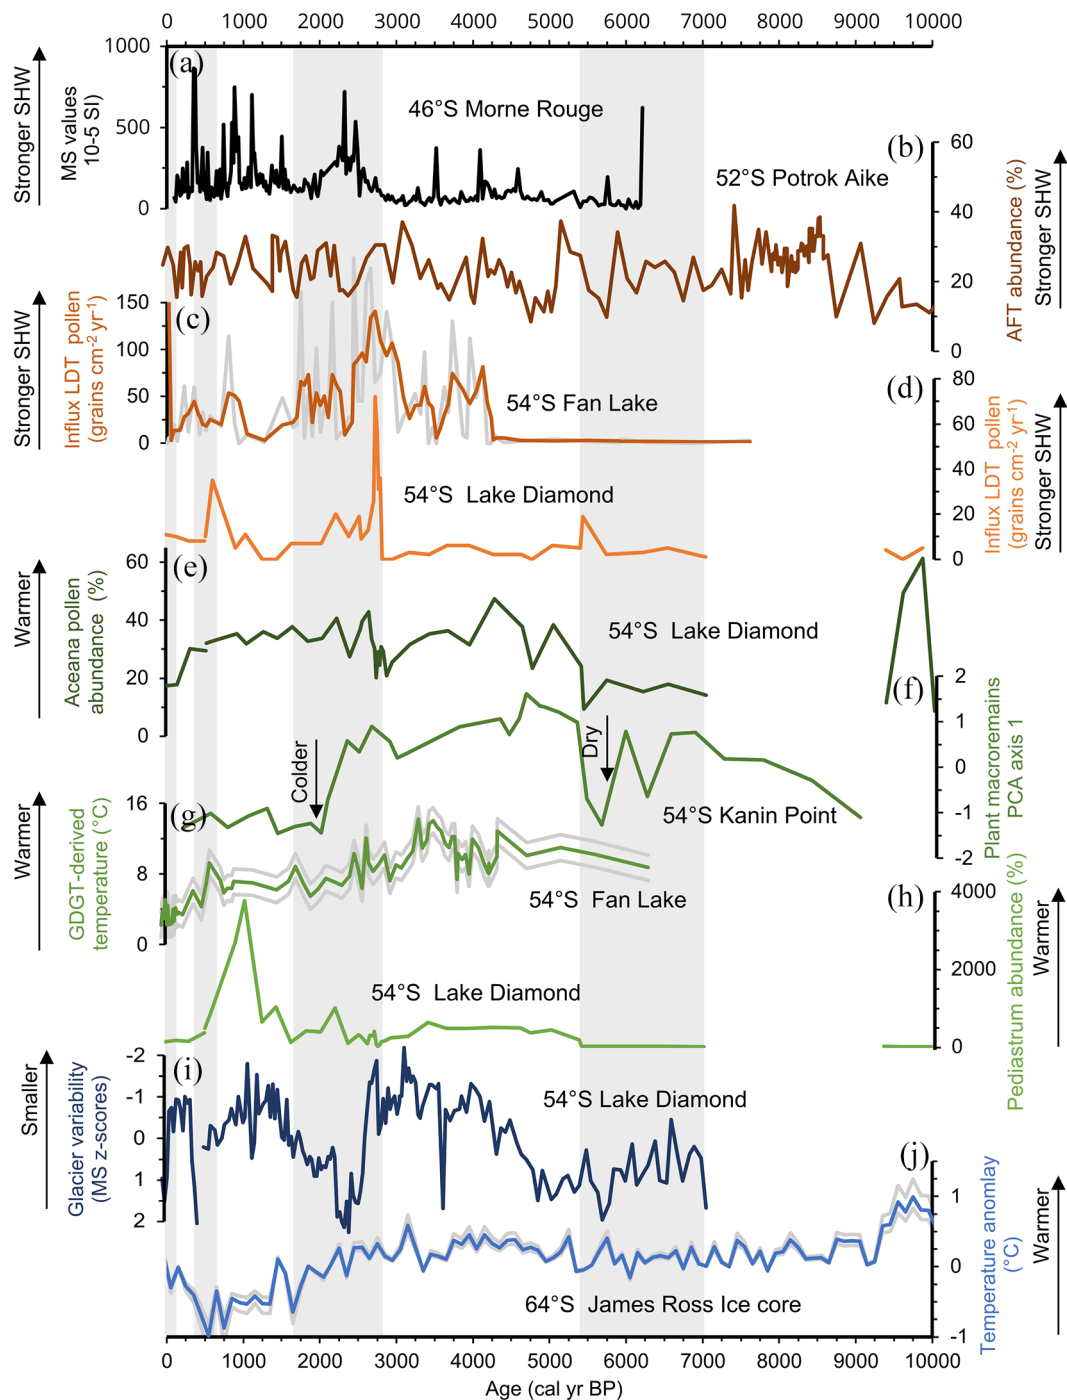 0 1000 2000 3000 4000 5000 6000 7000 8000 9000 10000
Stronger SHW
MS values
10-5 SI)
1000
500
0
(a)
46°S Morne Rouge
(b)
52°S Potrok Aike
60
40
20
0
AFT abundance (%)
Stronger SHW
Stronger SHW
Influx LDT pollen
(grains cm-2 yr-1)
150
100
50
0
(c)
54°S Fan Lake
(d)
54°S Lake Diamond
80
60
40
20
0
Influx LDT pollen
(grains cm-2 yr-1)
Stronger SHW
Warmer
Aceana pollen
abundance (%)
60
40
20
0
(e)
54°S Lake Diamond
(f)
Colder
Dry
54°S Kanin Point
2
1
0
-1
-2
Plant macroremains
PCA axis 1
Warmer
GDGT-derived
temperature (°C)
16
8
0
(g)
54°S Fan Lake
(h)
54°S Lake Diamond
4000
2000
0
Pediastrum abundance (%)
Warmer
Smaller
Glacier variability
(MS z-scores)
-2
-1
0
1
2
(i)
54°S Lake Diamond
(j)
64°S James Ross Ice core
1
0
-1
Temperature anomlay
(°C)
Warmer
0 1000 2000 3000 4000 5000 6000 7000 8000 9000 10000
Age (cal yr BP)